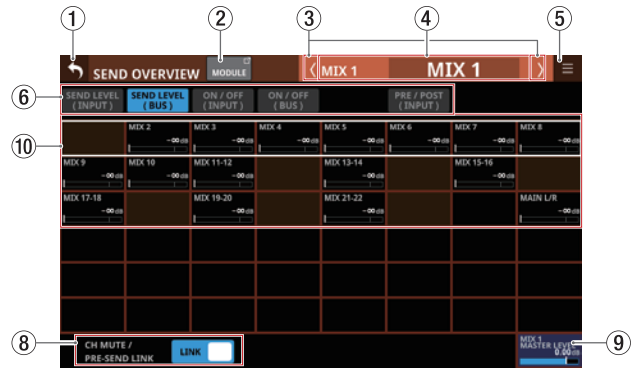 ① ② ③ ④ ⑤
SEND OVERVIEW MODULE MIX 1 MIX 1
⑥
SEND LEVEL SEND LEVEL ON / OFF ON / OFF PRE / POST
( INPUT ) ( BUS ) ( INPUT ) ( BUS ) ( INPUT )
⑩
MIX 2 MIX 3 MIX 4 MIX 5 MIX 6 MIX 7 MIX 8
-∞ dB -∞ dB -∞ dB -∞ dB -∞ dB -∞ dB -∞ dB
MIX 9 MIX 10 MIX 11-12 MIX 13-14 MIX 15-16
-∞ dB -∞ dB -∞ dB -∞ dB -∞ dB
MIX 17-18 MIX 19-20 MIX 21-22 MAIN L/R
-∞ dB -∞ dB -∞ dB -∞ dB
⑧
CH MUTE /
PRE-SEND LINK LINK
MIX 1
MASTER LEVEL
0.00 dB
⑨